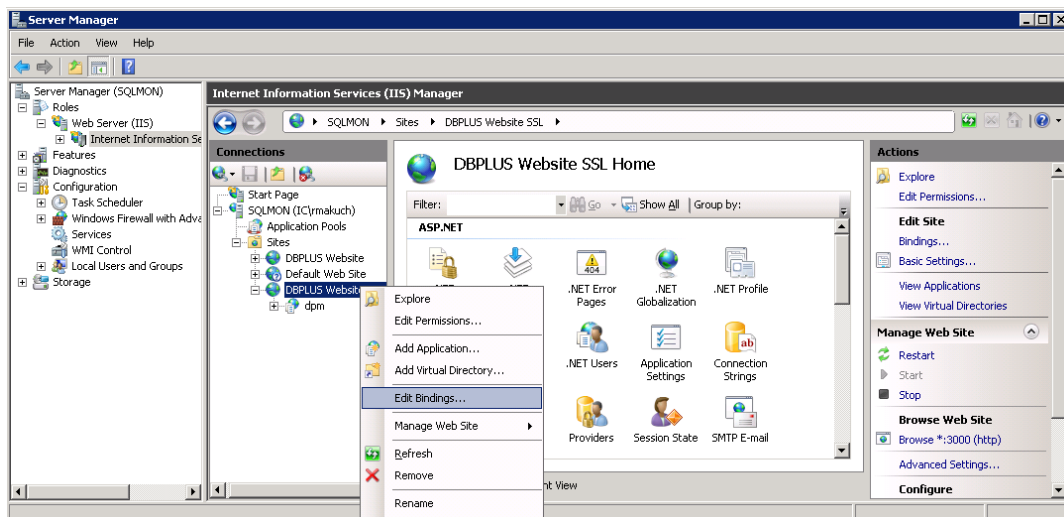 Server Manager
File Action View Help
Server Manager (SQLMON)
Roles
Web Server (IIS)
Internet Information Se
Features
Diagnostics
Configuration
Task Scheduler
Windows Firewall with Adva
Services
WMI Control
Local Users and Groups
Storage
Internet Information Services (IIS) Manager
SQLMON Sites DBPLUS Website SSL
Connections
Start Page
SQLMON (IC\rmakuch)
Application Pools
Sites
DBPLUS Website
Default Web Site
DBPLUS Website
dpm
DBPLUS Website SSL Home
Filter: Go Show All Group by:
ASP.NET
.NET Error Pages
404
.NET Globalization
.NET Profile
.NET Users
Application Settings
ab
Connection Strings
Providers
Session State
SMTP E-mail
nt View
Explore
Edit Permissions...
Add Application...
Add Virtual Directory...
Edit Bindings...
Manage Web Site
Refresh
Remove
Rename
Actions
Explore
Edit Permissions...
Edit Site
Bindings...
Basic Settings...
View Applications
View Virtual Directories
Manage Web Site
Restart
Start
Stop
Browse Web Site
Browse *:3000 (http)
Advanced Settings...
Configure